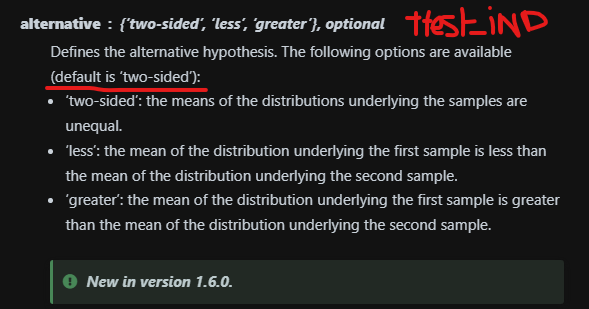 alternative : {'two-sided', 'less', 'greater'}, optional ttest_inD
Defines the alternative hypothesis. The following options are available
(default is 'two-sided'):
• 'two-sided': the means of the distributions underlying the samples are
unequal.
• 'less': the mean of the distribution underlying the first sample is less than
the mean of the distribution underlying the second sample.
• 'greater': the mean of the distribution underlying the first sample is greater
than the mean of the distribution underlying the second sample.
New in version 1.6.0.